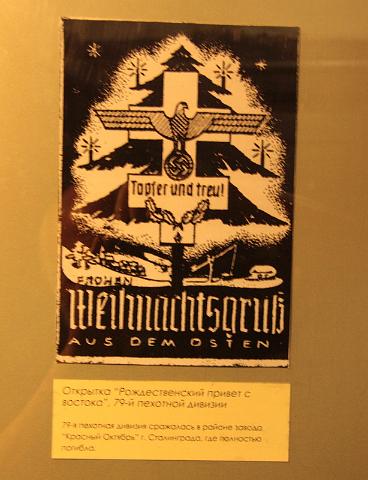 Tapfer und treu!
FROHEN
Weihnachtsgruß
AUS DEM OSTEN
Открытка "Рождественский привет с
востока", 79-й пехотной дивизии
79-я пехотная дивизия сражалась в районе завода
"Красный Октябрь" г. Сталинграда, где полностью
погибла.